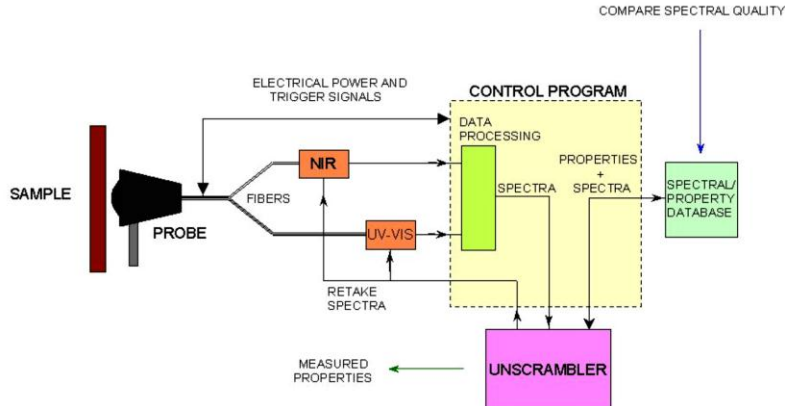 COMPARE SPECTRAL QUALITY
ELECTRICAL POWER AND
TRIGGER SIGNALS
CONTROL PROGRAM
DATA
PROCESSING
NIR
PROPERTIES
+
SPECTRA
SPECTRA
SAMPLE
FIBERS
SPECTRAL/
PROPERTY
DATABASE
PROBE
UV-VIS
RETAKE
SPECTRA
MEASURED
PROPERTIES
UNSCRAMBLER